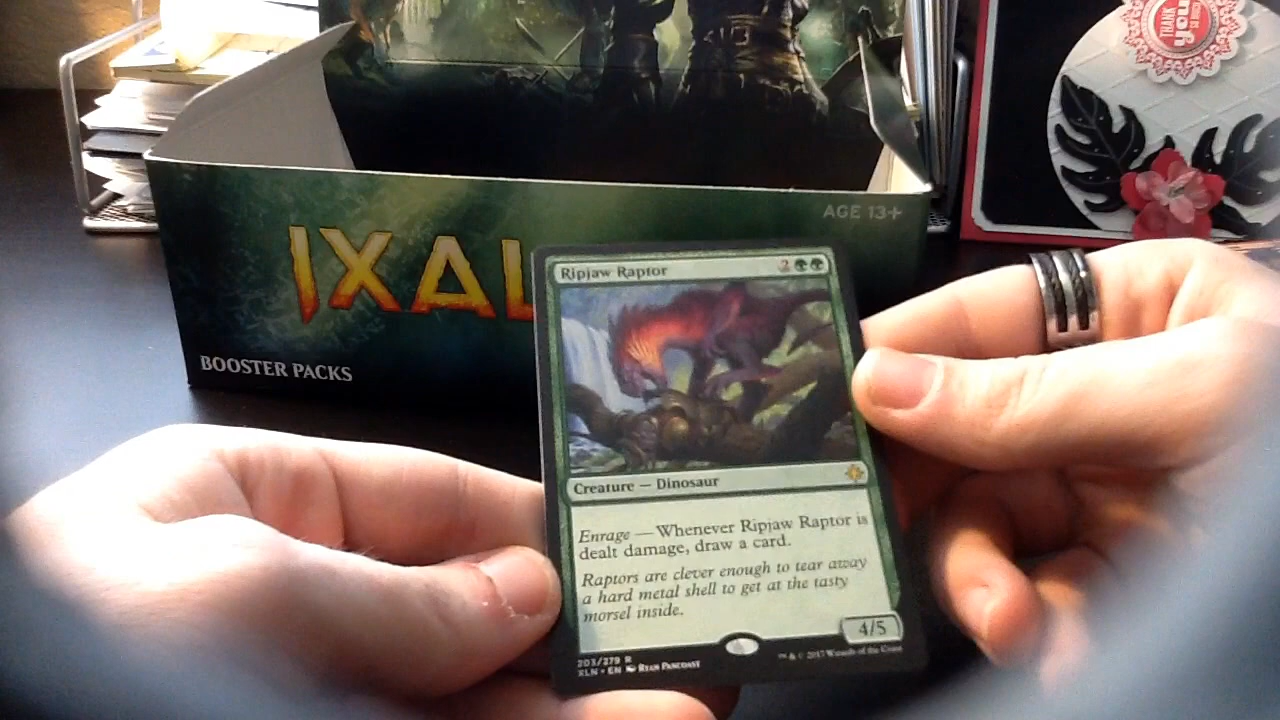 THANK
you
AGE 13+
IXAL
BOOSTER PACKS
Ripjaw Raptor 2
Creature — Dinosaur
Enrage — Whenever Ripjaw Raptor is
dealt damage, draw a card.
Raptors are clever enough to tear away
a hard metal shell to get at the tasty
morsel inside.
4/5
203/279 R
XLN • EN Ryan Pancoast
™ & © 2017 Wizards of the Coast